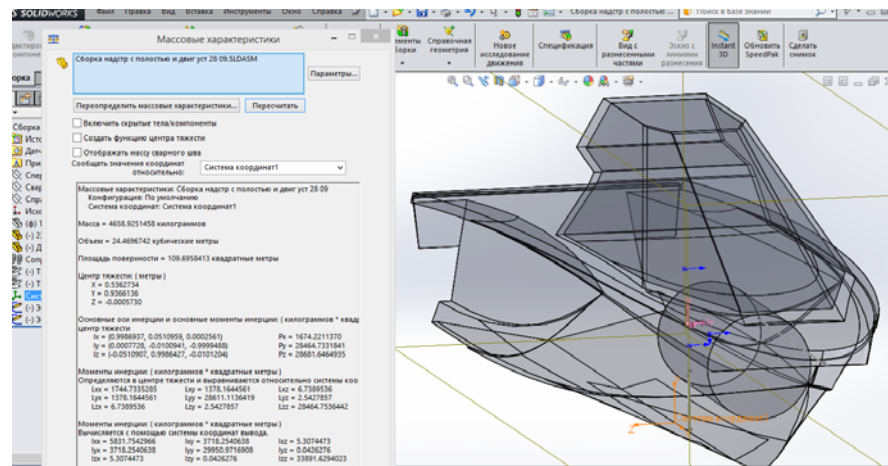 SOLIDWORKS
Файл Правка Вид Вставка Инструменты Окно Справка
Сборка надстр с полостью ...
Поиск в базе знаний
Справочная геометрия
Новое исследование движения
Спецификация
Вид с разнесенными частями
Эскиз с линиями разнесения
Instant 3D
Обновить SpeedPak
Сделать снимок
Массовые характеристики
Сборка надстр с полостью и двиг уст 28 09.SLDASM
Параметры...
Переопределить массовые характеристики... Пересчитать
Включить скрытые тела/компоненты
Создать функцию центра тяжести
Отображать массу сварного шва
Сообщать значения координат относительно: Система координат1
Массовые характеристики: Сборка надстр с полостью и двиг уст 28 09
Конфигурация: По умолчанию
Система координат: Система координат1
Масса = 4658.9251458 килограммов
Объем = 24.4696742 кубические метры
Площадь поверхности = 109.6958413 квадратные метры
Центр тяжести: ( метры )
X = 0.5362734
Y = 0.9366136
Z = -0.0005730
Основные оси инерции и основные моменты инерции: ( килограммов * квад
центр тяжести
Ix = (0.9986937, 0.0510959, 0.0002561) Px = 1674.2211370
Iy = (0.0007728, -0.0100941, -0.9999488) Py = 28464.7331841
Iz = (-0.0510907, 0.9986427, -0.0101204) Pz = 28681.6464935
Моменты инерции: ( килограммов * квадратные метры )
Определяются в центре тяжести и выравниваются относительно системы коо
Lxx = 1744.7335285 Lxy = 1378.1644561 Lxz = 6.7389536
Lyx = 1378.1644561 Lyy = 28611.1136419 Lyz = 2.5427857
Lzx = 6.7389536 Lzy = 2.5427857 Lzz = 28464.7536442
Моменты инерции: ( килограммов * квадратные метры )
Вычисляется с помощью системы координат вывода.
Ixx = 5831.7542966 Ixy = 3718.2540638 Ixz = 5.3074473
Iyx = 3718.2540638 Iyy = 29950.9716908 Iyz = 0.0426276
Izx = 5.3074473 Izy = 0.0426276 Izz = 33891.6294023